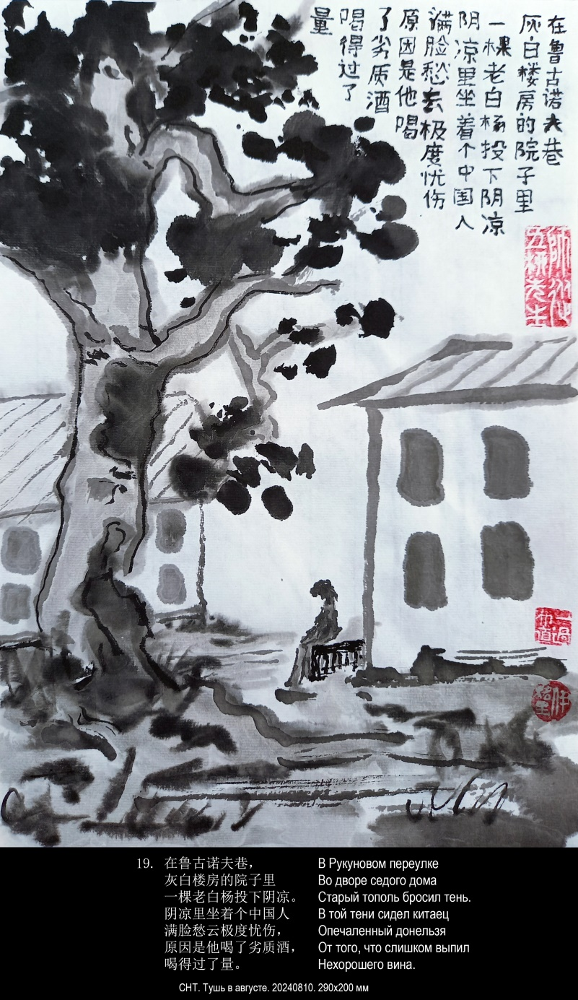 在鲁古诺夫巷
灰白楼房的院子里
一棵老白杨投下阴凉
阴凉里坐着个中国人
满脸愁云极度忧伤
原因是他喝
了劣质酒
喝得过了
量
19. 在鲁古诺夫巷，
灰白楼房的院子里
一棵老白杨投下阴凉。
阴凉里坐着个中国人
满脸愁云极度忧伤，
原因是他喝了劣质酒，
喝得过了量。
В Рукуновом переулке
Во дворе седого дома
Старый тополь бросил тень.
В той тени сидел китаец
Опечаленный донельзя
От того, что слишком выпил
Нехорошего вина.
СНТ. Тушь в августе. 20240810. 290x200 мм